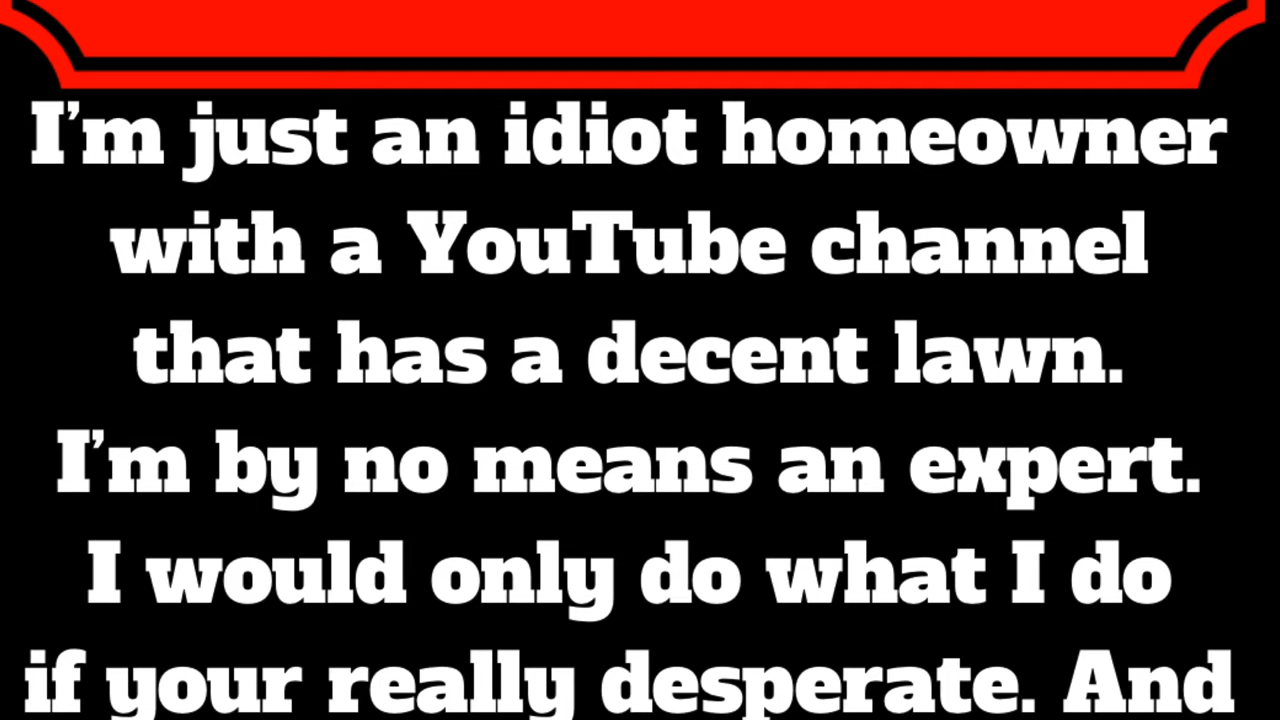 I'm just an idiot homeowner
with a YouTube channel
that has a decent lawn.
I'm by no means an expert.
I would only do what I do
if your really desperate. And